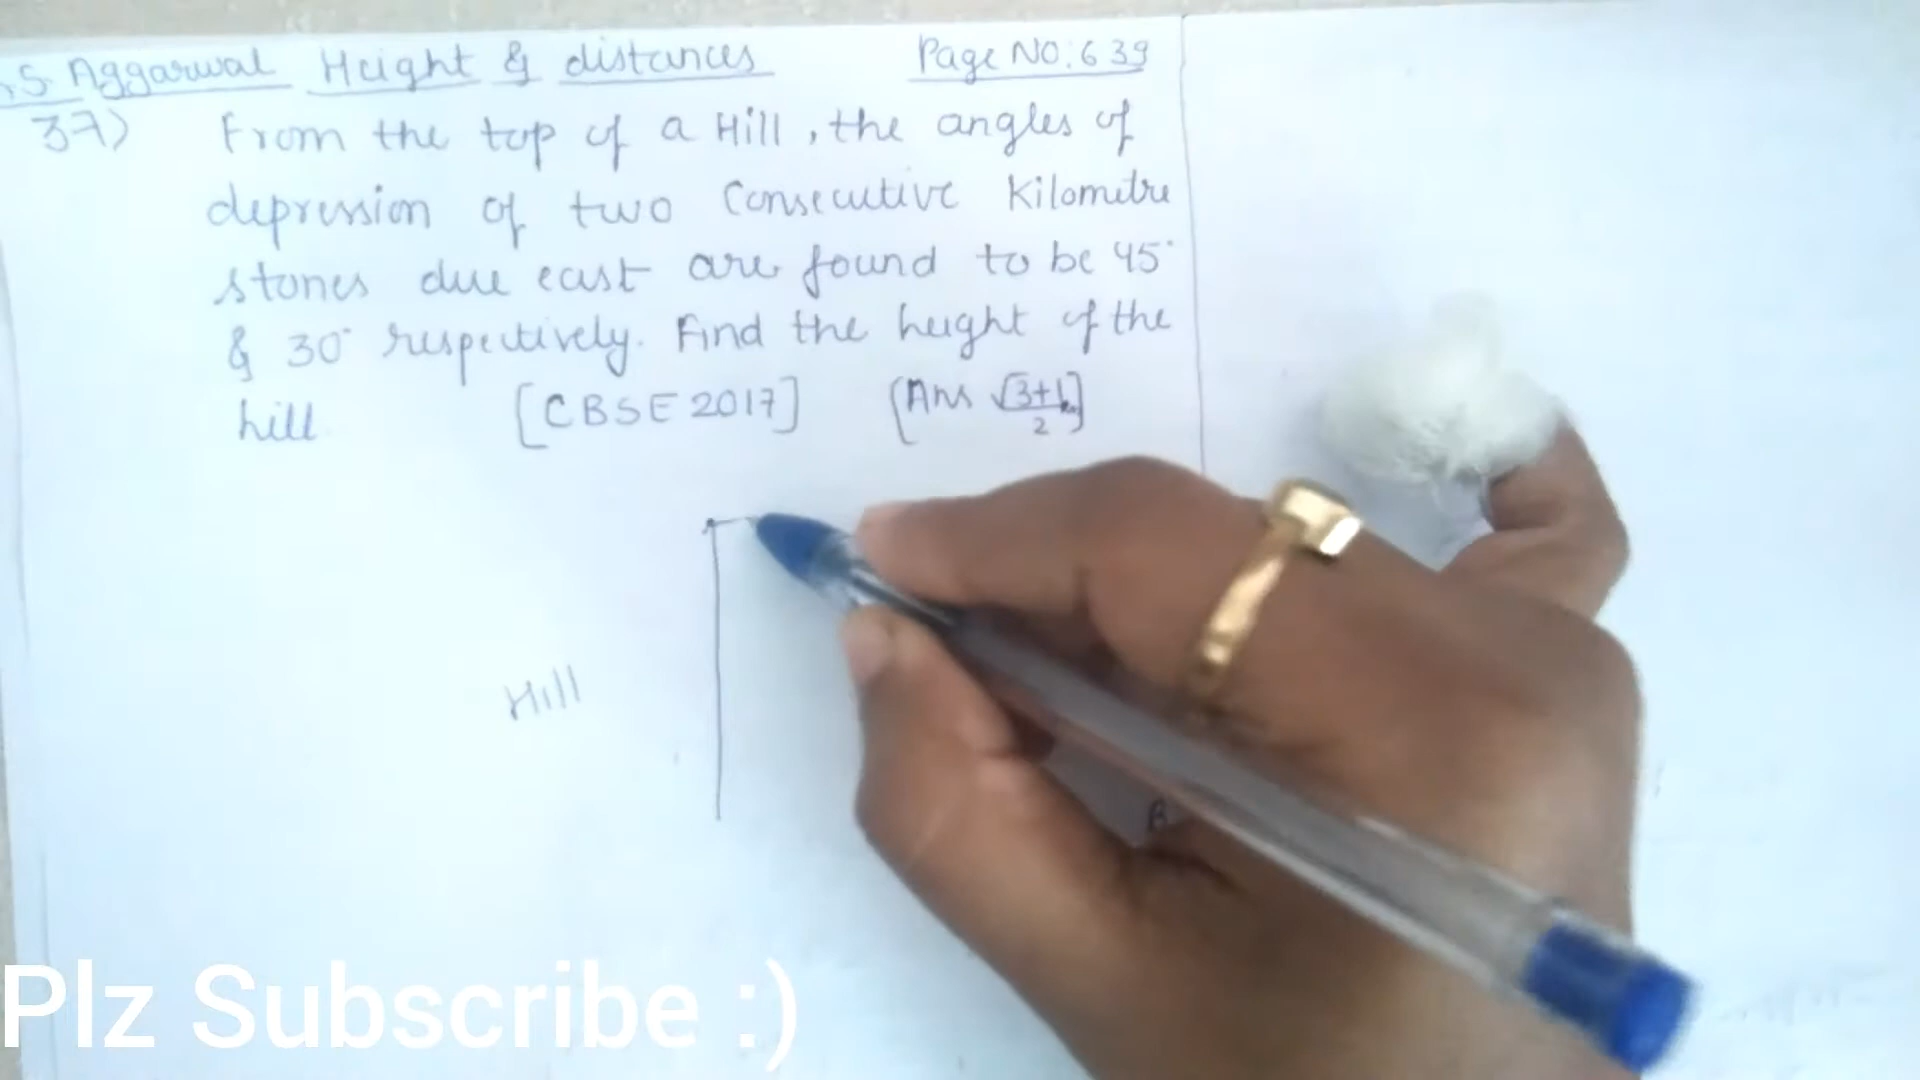 .S. Aggarwal Height & distances Page NO: 639
37) From the top of a Hill, the angles of
depression of two Consecutive Kilometre
stones due east are found to be 45°
& 30° respectively. Find the height of the
hill [CBSE 2017] [Ans √3+1/2 km]
Hill
B
Plz Subscribe :)